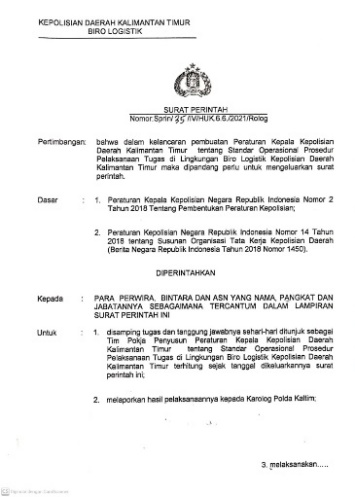 KEPOLISIAN DAERAH KALIMANTAN TIMUR
BIRO LOGISTIK
SURAT PERINTAH
Nomor:Sprin/25/IV/HUK.6.6./2021/Rolog
Pertimbangan: bahwa dalam kelancaran pembuatan Peraturan Kepala Kepolisian
Daerah Kalimantan Timur tentang Standar Operasional Prosedur
Pelaksanaan Tugas di Lingkungan Biro Logistik Kepolisian Daerah
Kalimantan Timur maka dipandang perlu untuk mengeluarkan surat
perintah.
Dasar : 1. Peraturan Kepala Kepolisian Negara Republik Indonesia Nomor 2
Tahun 2018 Tentang Pembentukan Peraturan Kepolisian;
2. Peraturan Kepolisian Negara Republik Indonesia Nomor 14 Tahun
2018 tentang Susunan Organisasi Tata Kerja Kepolisian Daerah
(Berita Negara Republik Indonesia Tahun 2018 Nomor 1450).
DIPERINTAHKAN
Kepada : PARA PERWIRA, BINTARA DAN ASN YANG NAMA, PANGKAT DAN
JABATANNYA SEBAGAIMANA TERCANTUM DALAM LAMPIRAN
SURAT PERINTAH INI
Untuk : 1. disamping tugas dan tanggung jawabnya sehari-hari ditunjuk sebagai
Tim Pokja Penyusun Peraturan Kepala Kepolisian Daerah
Kalimantan Timur tentang Standar Operasional Prosedur
Pelaksanaan Tugas di Lingkungan Biro Logistik Kepolisian Daerah
Kalimantan Timur terhitung sejak tanggal dikeluarkannya surat
perintah ini;
2. melaporkan hasil pelaksanaannya kepada Karolog Polda Kaltim;
3. melaksanakan.....